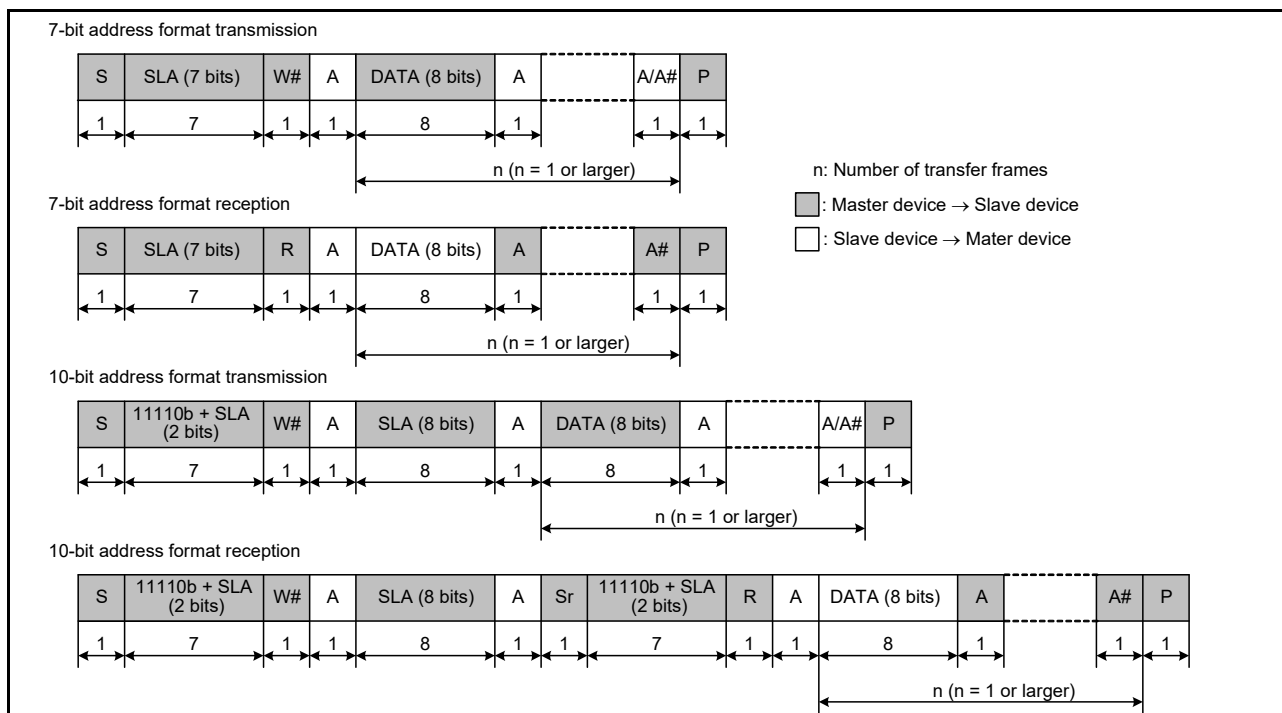 7-bit address format transmission
S SLA (7 bits) W# A DATA (8 bits) A A/A# P
1 7 1 1 8 1 1 1
n (n = 1 or larger)
n: Number of transfer frames
: Master device → Slave device
: Slave device → Mater device
7-bit address format reception
S SLA (7 bits) R A DATA (8 bits) A A# P
1 7 1 1 8 1 1 1
n (n = 1 or larger)
10-bit address format transmission
S 11110b + SLA
(2 bits) W# A SLA (8 bits) A DATA (8 bits) A A/A# P
1 7 1 1 8 1 8 1 1 1
n (n = 1 or larger)
10-bit address format reception
S 11110b + SLA
(2 bits) W# A SLA (8 bits) A Sr 11110b + SLA
(2 bits) R A DATA (8 bits) A A# P
1 7 1 1 8 1 1 7 1 1 8 1 1 1
n (n = 1 or larger)